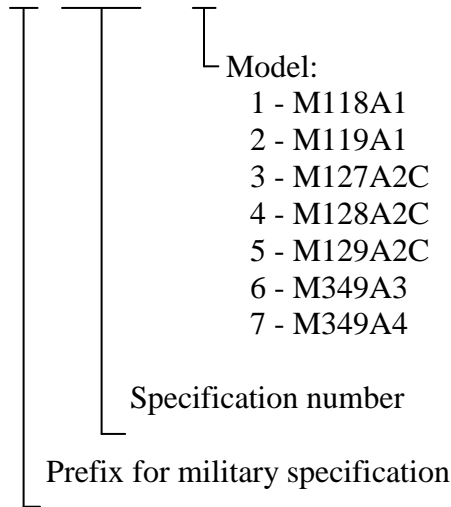 Model:
1 - M118A1
2 - M119A1
3 - M127A2C
4 - M128A2C
5 - M129A2C
6 - M349A3
7 - M349A4
Specification number
Prefix for military specification